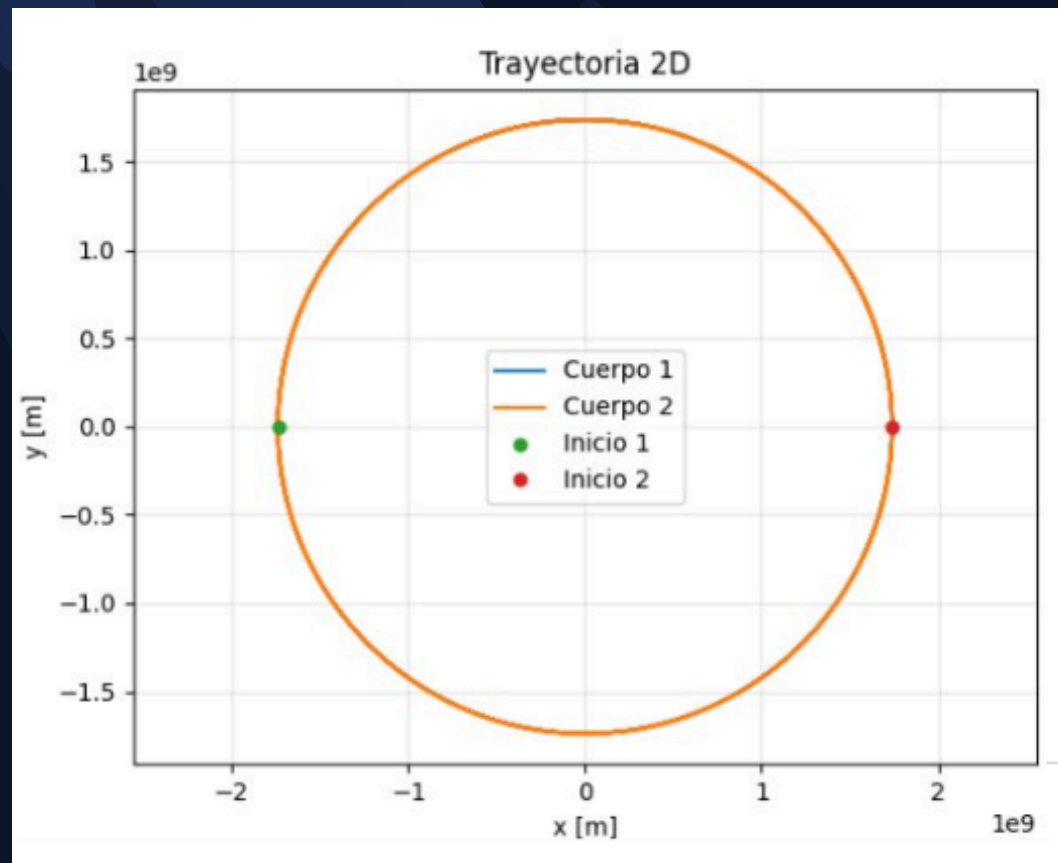 Trayectoria 2D
1e9
1.5
1.0
0.5
0.0
−0.5
−1.0
−1.5
y [m]
Cuerpo 1
Cuerpo 2
Inicio 1
Inicio 2
−2 −1 0 1 2
x [m]
1e9